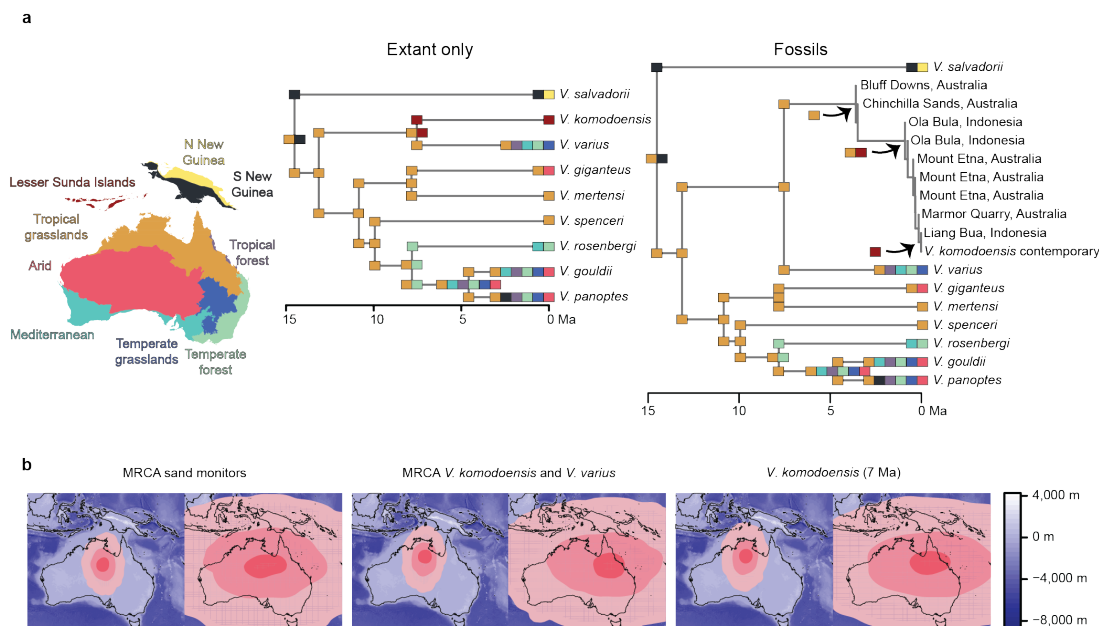 a
Extant only
Fossils
N New
Guinea
S New
Guinea
Lesser Sunda Islands
Tropical
grasslands
Tropical
forest
Arid
Mediterranean
Temperate
grasslands
Temperate
forest
V. salvadorii
V. komodoensis
V. varius
V. giganteus
V. mertensi
V. spenceri
V. rosenbergi
V. gouldii
V. panoptes
15
10
5
0 Ma
V. salvadorii
Bluff Downs, Australia
Chinchilla Sands, Australia
Ola Bula, Indonesia
Ola Bula, Indonesia
Mount Etna, Australia
Mount Etna, Australia
Mount Etna, Australia
Marmor Quarry, Australia
Liang Bua, Indonesia
V. komodoensis contemporary
V. varius
V. giganteus
V. mertensi
V. spenceri
V. rosenbergi
V. gouldii
V. panoptes
15
10
5
0 Ma
b
MRCA sand monitors
MRCA V. komodoensis and V. varius
V. komodoensis (7 Ma)
4,000 m
0 m
−4,000 m
−8,000 m